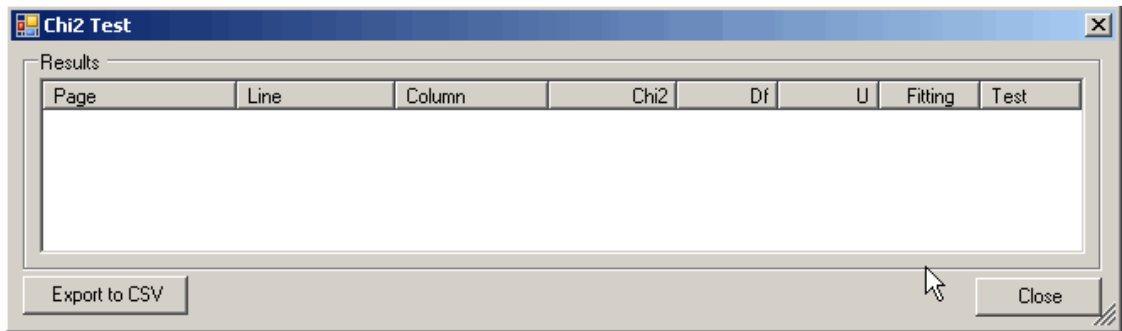 Chi2 Test
Results
Page Line Column Chi2 Df U Fitting Test
Export to CSV Close